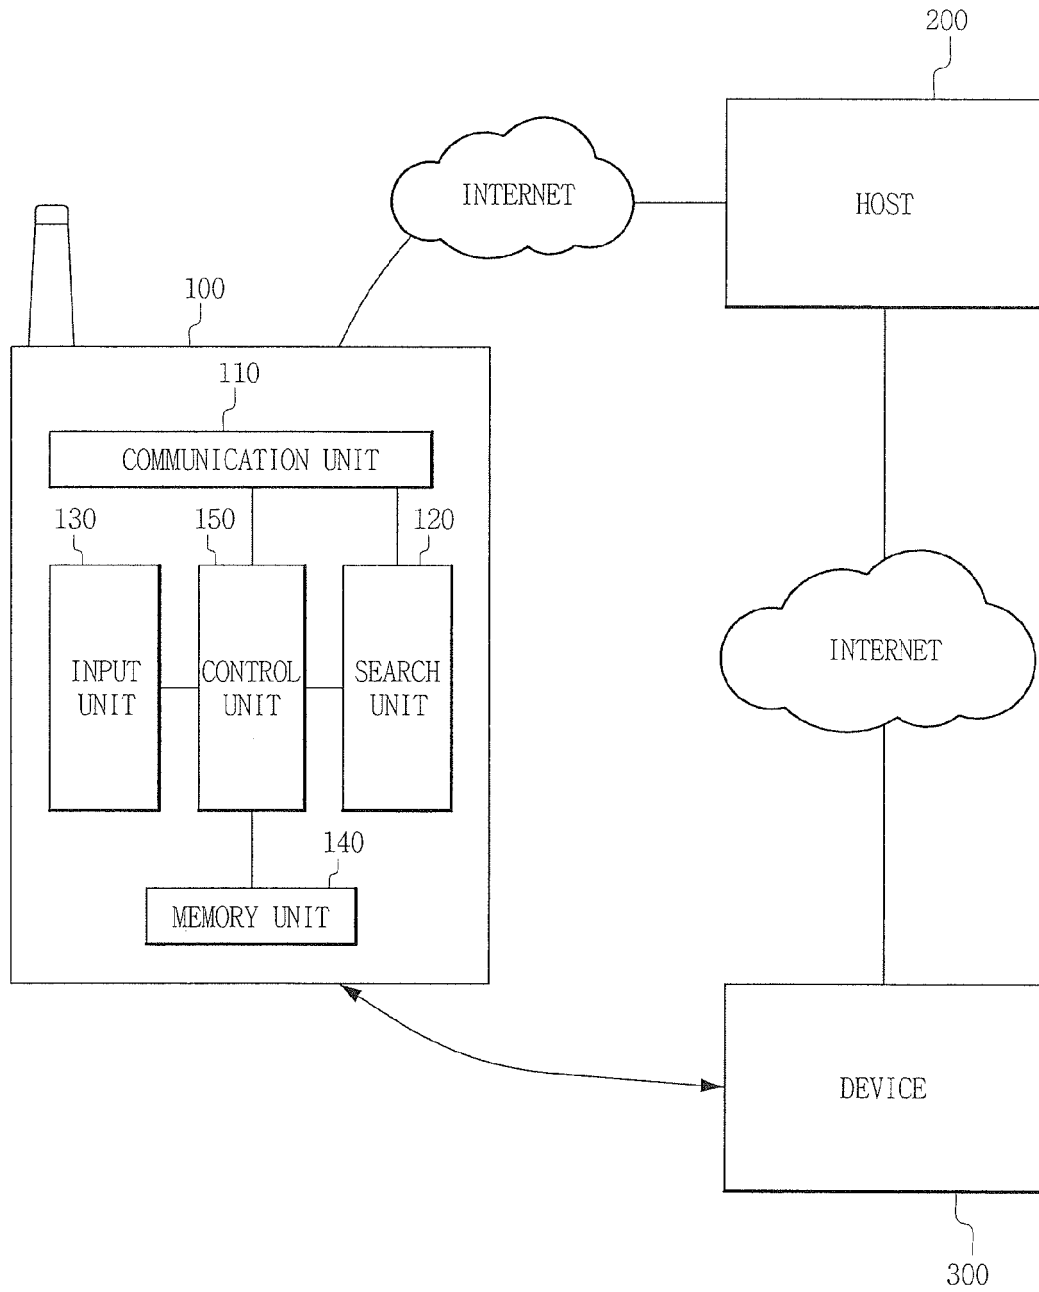 200
INTERNET
HOST
100
110
COMMUNICATION UNIT
130
150
120
INPUT
UNIT
CONTROL
UNIT
SEARCH
UNIT
INTERNET
140
MEMORY UNIT
DEVICE
300